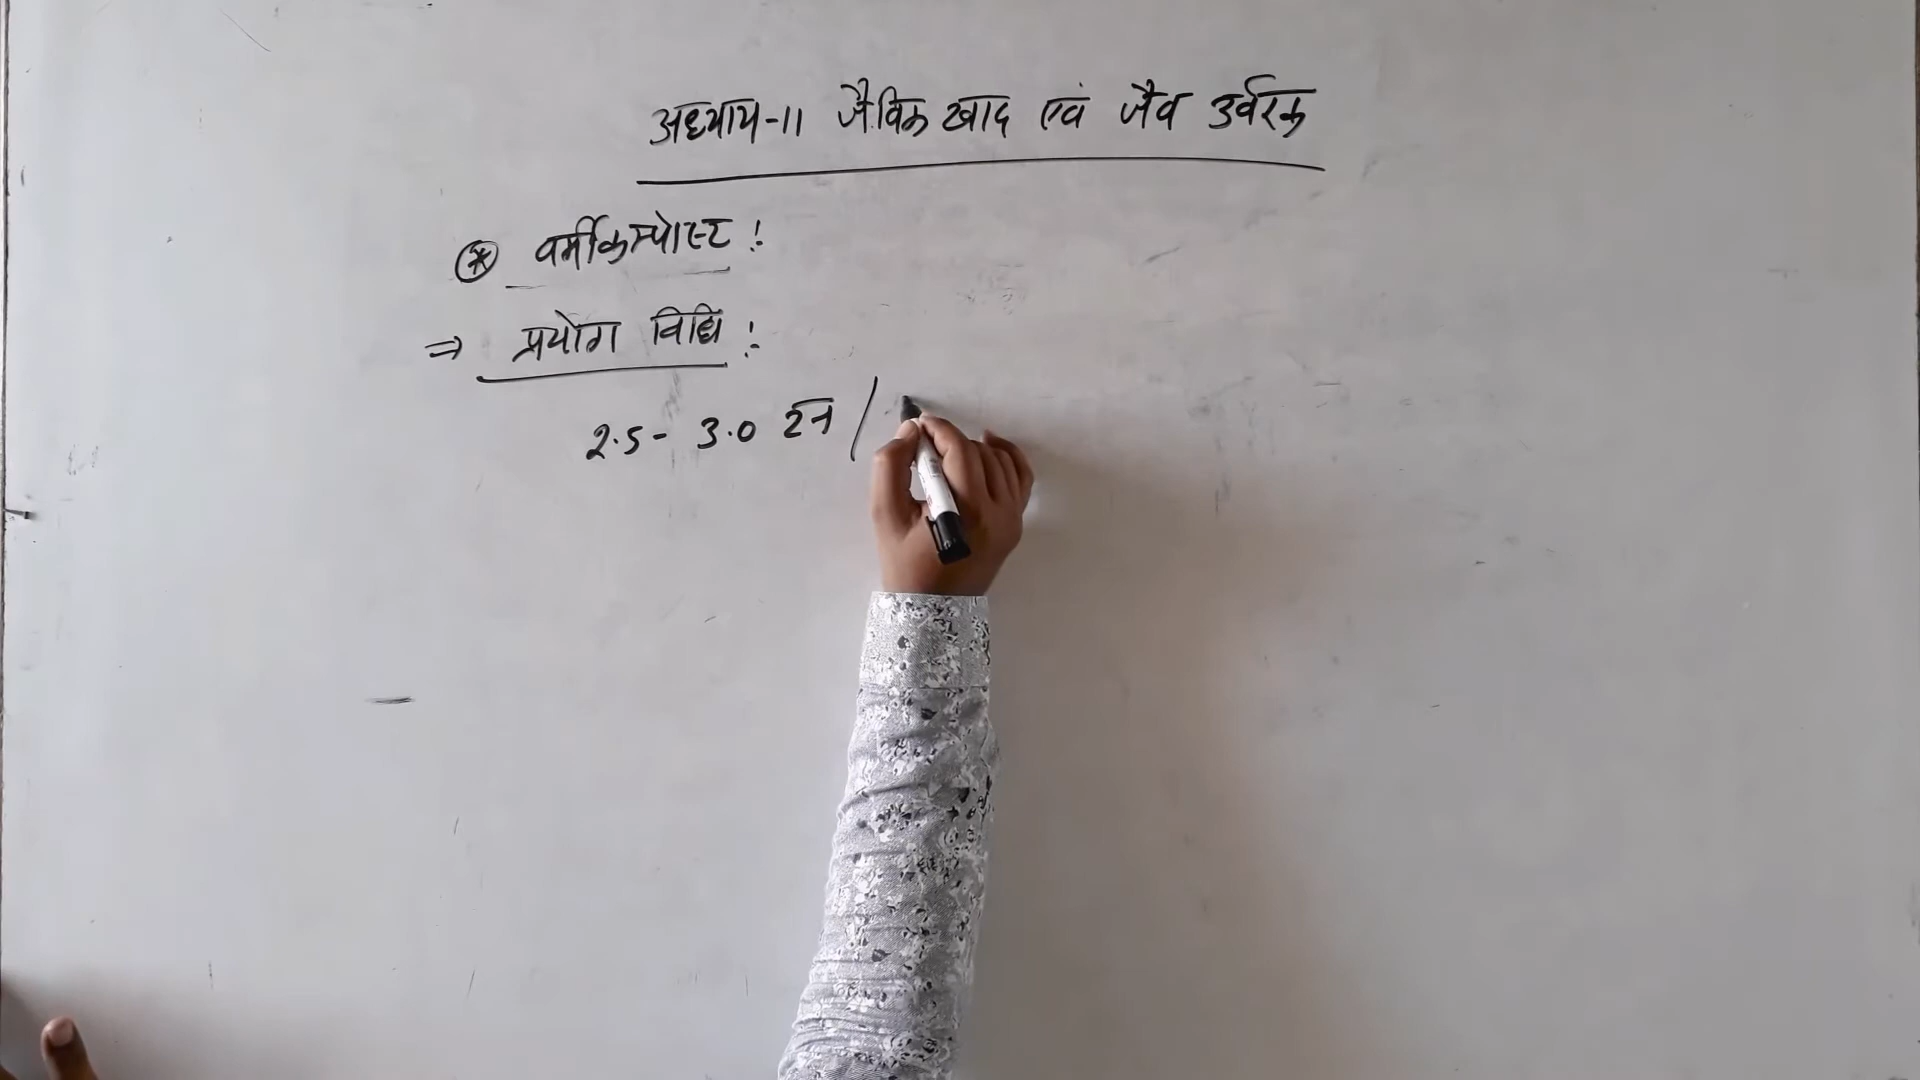 अध्याय-11 जैविक खाद एवं जैव उर्वरक
* वर्मीकम्पोस्ट :-
⇒ प्रयोग विधि :-
2.5 - 3.0 टन /